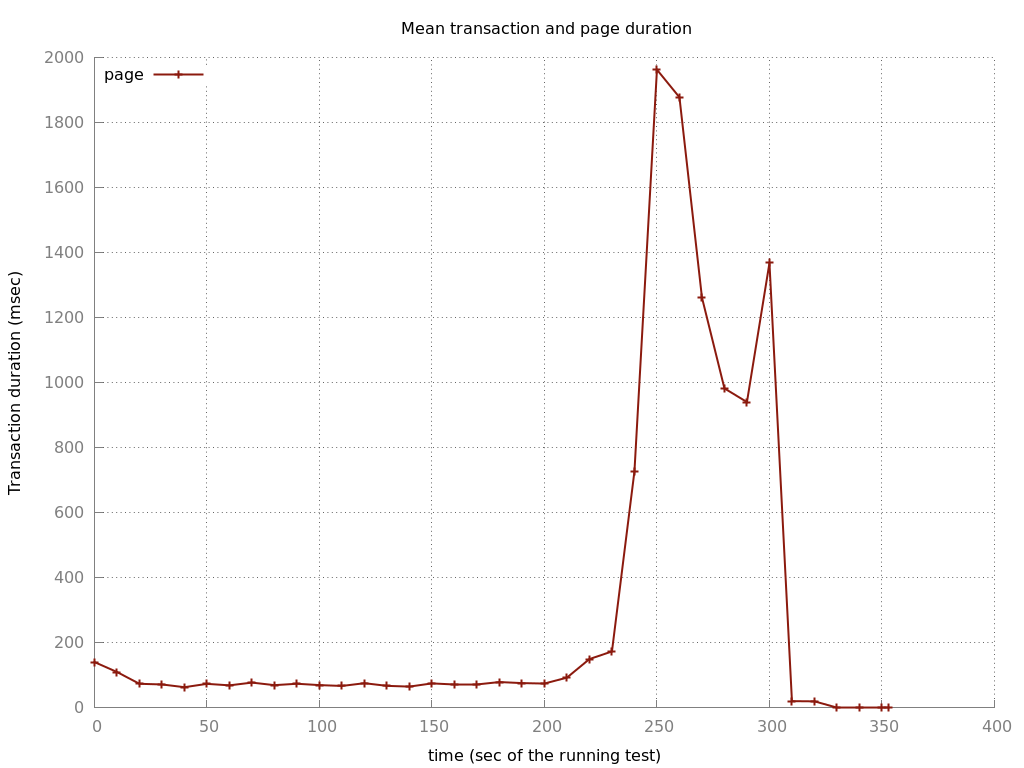 Mean transaction and page duration
page
2000
1800
1600
1400
1200
1000
800
600
400
200
0
Transaction duration (msec)
0 50 100 150 200 250 300 350 400
time (sec of the running test)